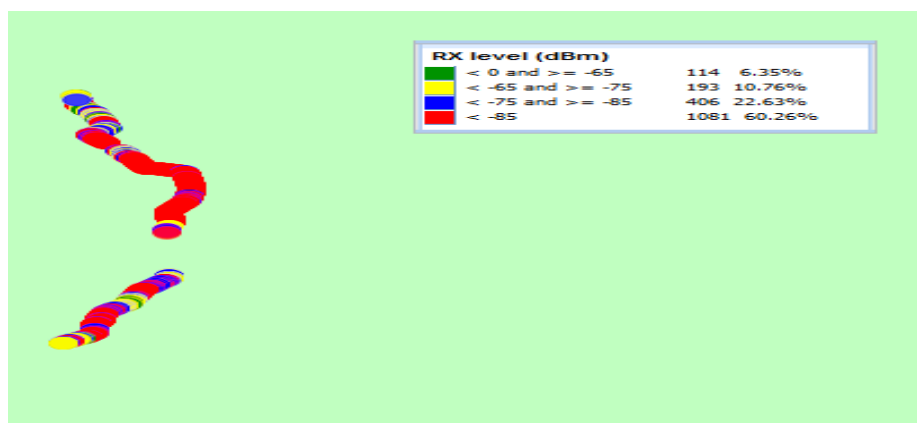 RX level (dBm)
< 0 and >= -65 114 6.35%
< -65 and >= -75 193 10.76%
< -75 and >= -85 406 22.63%
< -85 1081 60.26%